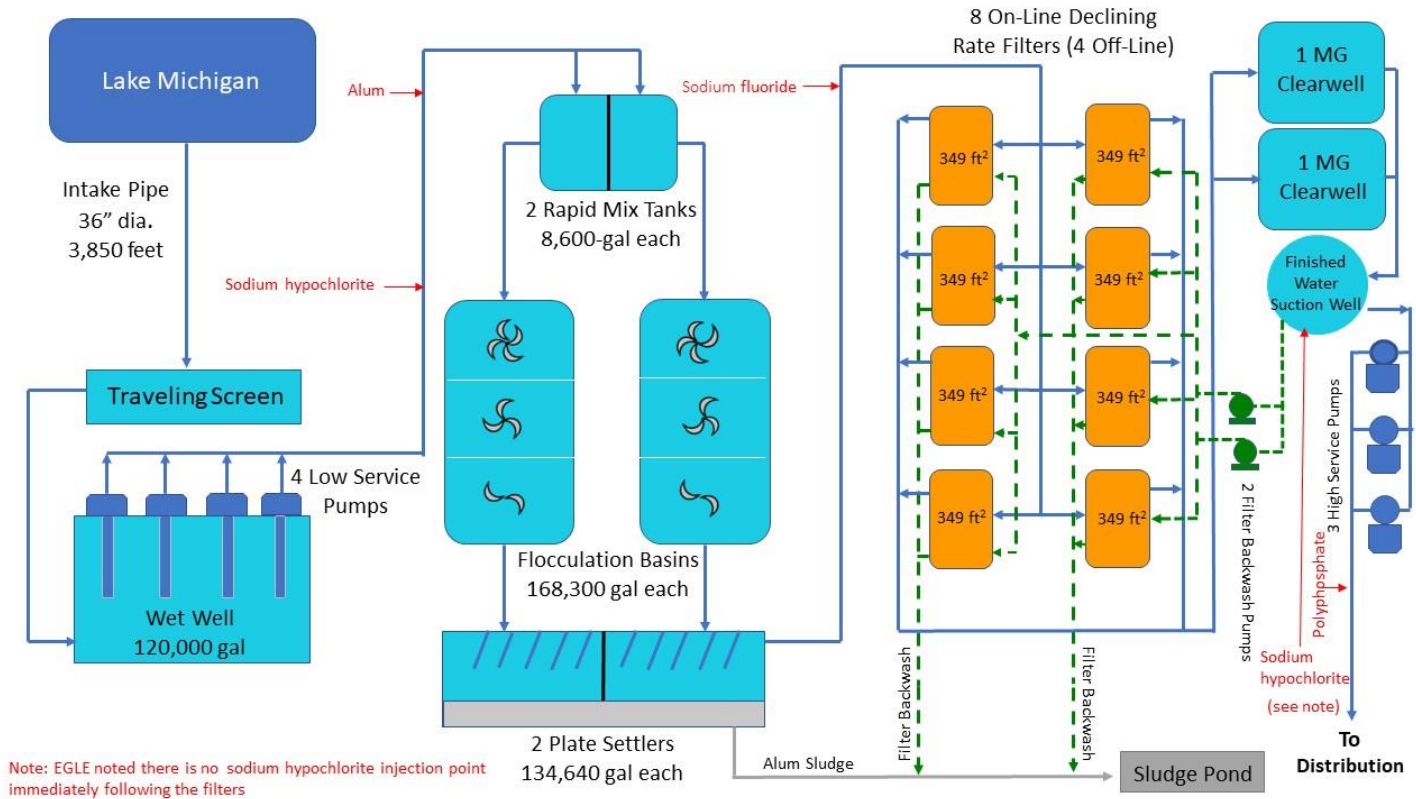 Lake Michigan
Intake Pipe
36” dia.
3,850 feet
Traveling Screen
4 Low Service
Pumps
Wet Well
120,000 gal
Alum
Sodium hypochlorite
2 Rapid Mix Tanks
8,600-gal each
Flocculation Basins
168,300 gal each
2 Plate Settlers
134,640 gal each
Alum Sludge
Sludge Pond
Sodium fluoride
8 On-Line Declining
Rate Filters (4 Off-Line)
349 ft²
349 ft²
349 ft²
349 ft²
349 ft²
349 ft²
349 ft²
349 ft²
Filter Backwash
Filter Backwash
1 MG
Clearwell
1 MG
Clearwell
Finished
Water
Suction Well
2 Filter Backwash Pumps
3 High Service Pumps
Polyphosphate
Sodium
hypochlorite
(see note)
To
Distribution
Note: EGLE noted there is no sodium hypochlorite injection point
immediately following the filters